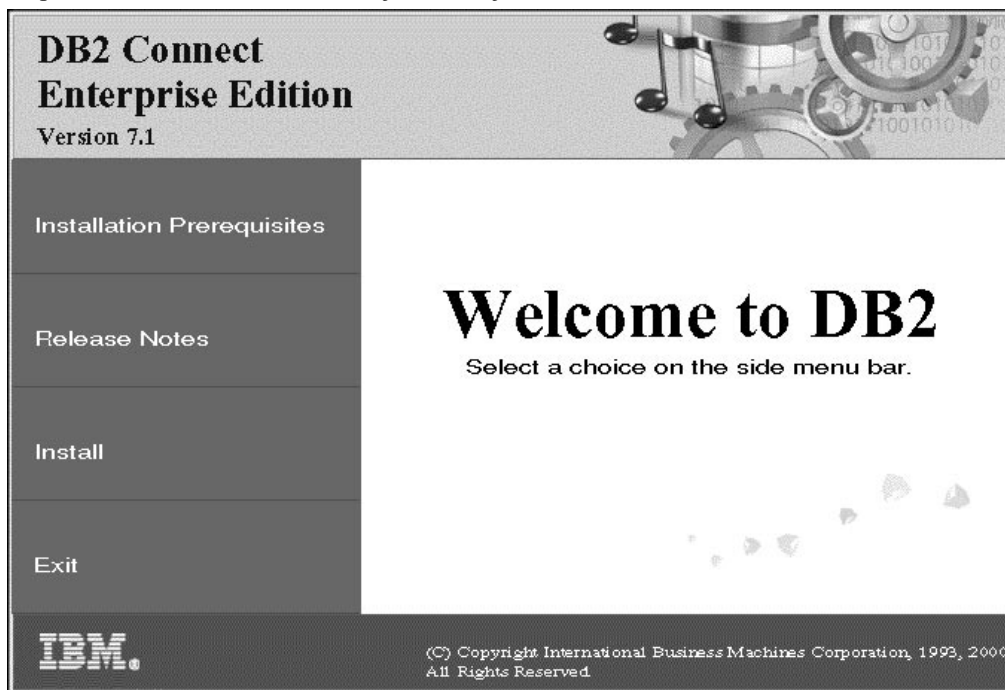 DB2 Connect
Enterprise Edition
Version 7.1
Installation Prerequisites
Release Notes
Install
Exit
Welcome to DB2
Select a choice on the side menu bar.
IBM®
(C) Copyright International Business Machines Corporation, 1993, 2000
All Rights Reserved